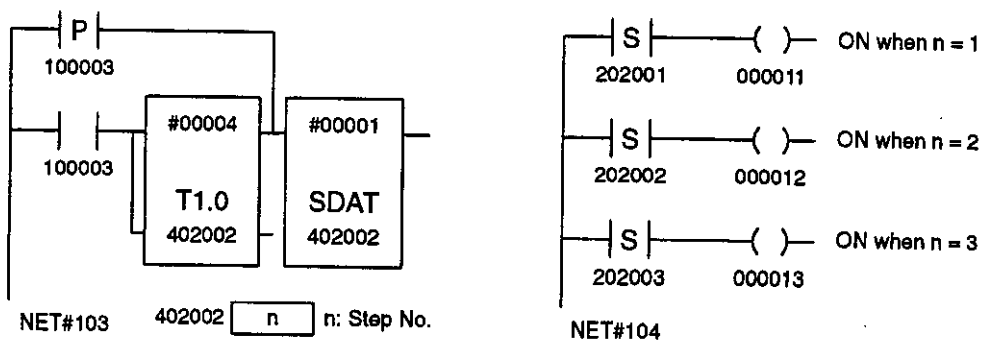 P
100003
100003
#00004
T1.0
402002
#00001
SDAT
402002
NET#103
402002 n n: Step No.
S
202001
000011
ON when n = 1
S
202002
000012
ON when n = 2
S
202003
000013
ON when n = 3
NET#104